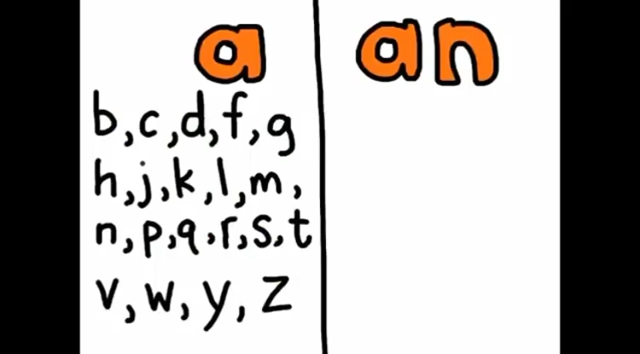 a an
b,c,d,f,g
h,j,k,l,m,
n,p,q,r,s,t
v,w,y,z